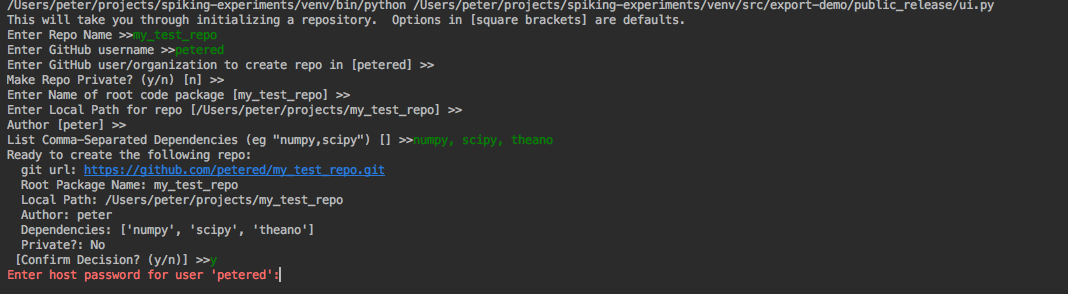 /Users/peter/projects/spiking-experiments/venv/bin/python /Users/peter/projects/spiking-experiments/venv/src/export-demo/public_release/ui.py
This will take you through initializing a repository.  Options in [square brackets] are defaults.
Enter Repo Name >>my_test_repo
Enter GitHub username >>petered
Enter GitHub user/organization to create repo in [petered] >>
Make Repo Private? (y/n) [n] >>
Enter Name of root code package [my_test_repo] >>
Enter Local Path for repo [/Users/peter/projects/my_test_repo] >>
Author [peter] >>
List Comma-Separated Dependencies (eg "numpy,scipy") [] >>numpy, scipy, theano
Ready to create the following repo:
  git url: https://github.com/petered/my_test_repo.git
  Root Package Name: my_test_repo
  Local Path: /Users/peter/projects/my_test_repo
  Author: peter
  Dependencies: ['numpy', 'scipy', 'theano']
  Private?: No
 [Confirm Decision? (y/n)] >>y
Enter host password for user 'petered':